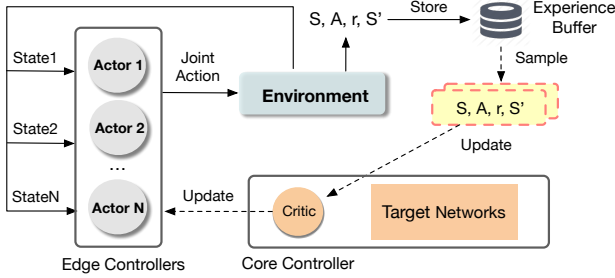 S, A, r, S'
Store
Experience
Buffer
State1
Actor 1
Joint
Action
Environment
Sample
State2
Actor 2
...
S, A, r, S'
Update
StateN
Actor N
Update
Critic
Target Networks
Edge Controllers
Core Controller